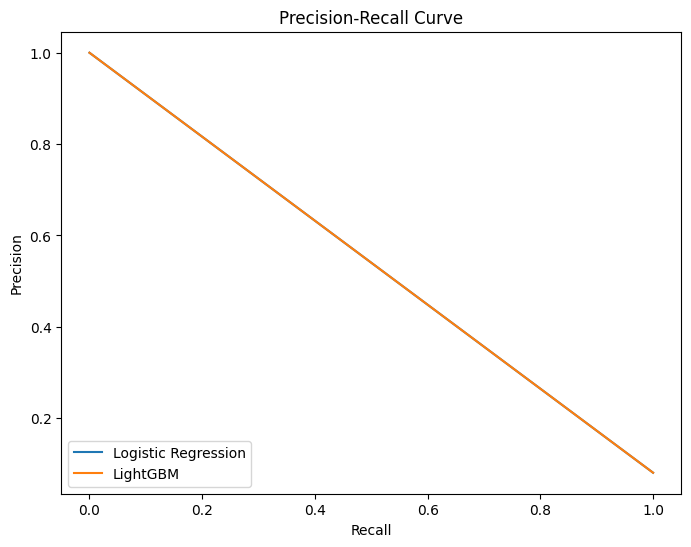 Precision-Recall Curve
1.0
0.8
0.6
0.4
0.2
Precision
Logistic Regression
LightGBM
0.0 0.2 0.4 0.6 0.8 1.0
Recall